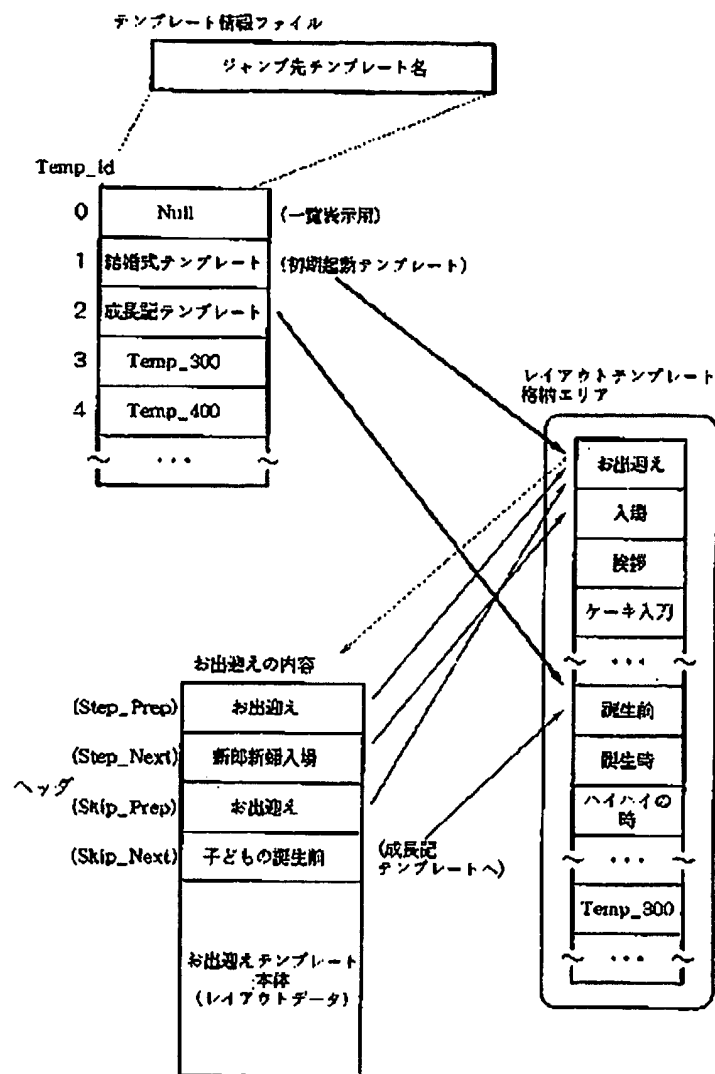 テンプレート情報ファイル
ジャンプ先テンプレート名
Temp_id
0 Null (一覧表示用)
1 結婚式テンプレート (初期起動テンプレート)
2 成長記テンプレート
3 Temp_300
4 Temp_400
~ ... ~
レイアウトテンプレート
格納エリア
お出迎え
入場
挨拶
ケーキ入刀
~ ... ~
誕生前
誕生時
ハイハイの
時
~ ... ~
Temp_300
~ ... ~
お出迎えの内容
ヘッダ
(Step_Prep) お出迎え
(Step_Next) 新郎新婦入場
(Skip_Prep) お出迎え
(Skip_Next) 子どもの誕生前
(成長記
テンプレートへ)
お出迎えテンプレート
本体
(レイアウトデータ)